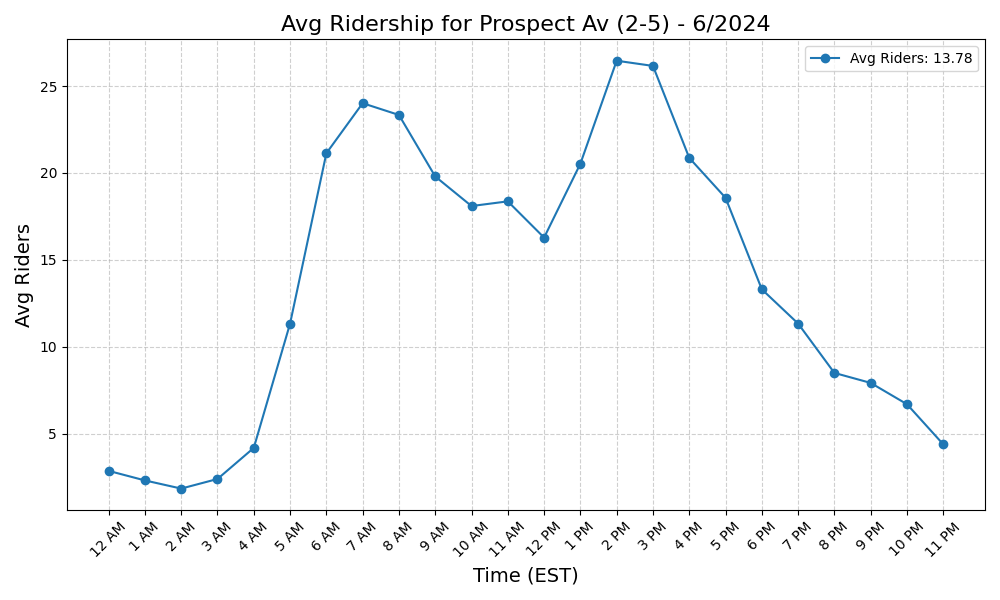 Avg Ridership for Prospect Av (2-5) - 6/2024
Avg Riders: 13.78
Avg Riders
25
20
15
10
5
12 AM
1 AM
2 AM
3 AM
4 AM
5 AM
6 AM
7 AM
8 AM
9 AM
10 AM
11 AM
12 PM
1 PM
2 PM
3 PM
4 PM
5 PM
6 PM
7 PM
8 PM
9 PM
10 PM
11 PM
Time (EST)